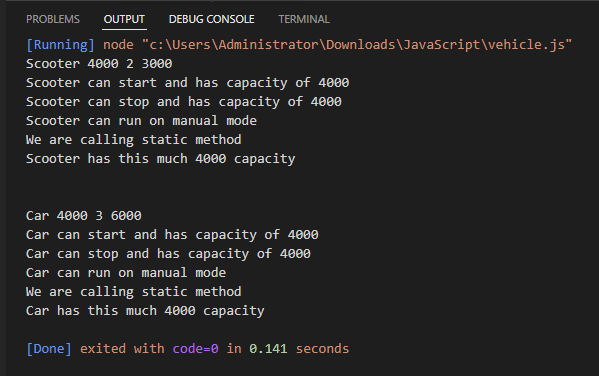 PROBLEMS OUTPUT DEBUG CONSOLE TERMINAL
[Running] node "c:\Users\Administrator\Downloads\JavaScript\vehicle.js"
Scooter 4000 2 3000
Scooter can start and has capacity of 4000
Scooter can stop and has capacity of 4000
Scooter can run on manual mode
We are calling static method
Scooter has this much 4000 capacity
Car 4000 3 6000
Car can start and has capacity of 4000
Car can stop and has capacity of 4000
Car can run on manual mode
We are calling static method
Car has this much 4000 capacity
[Done] exited with code=0 in 0.141 seconds